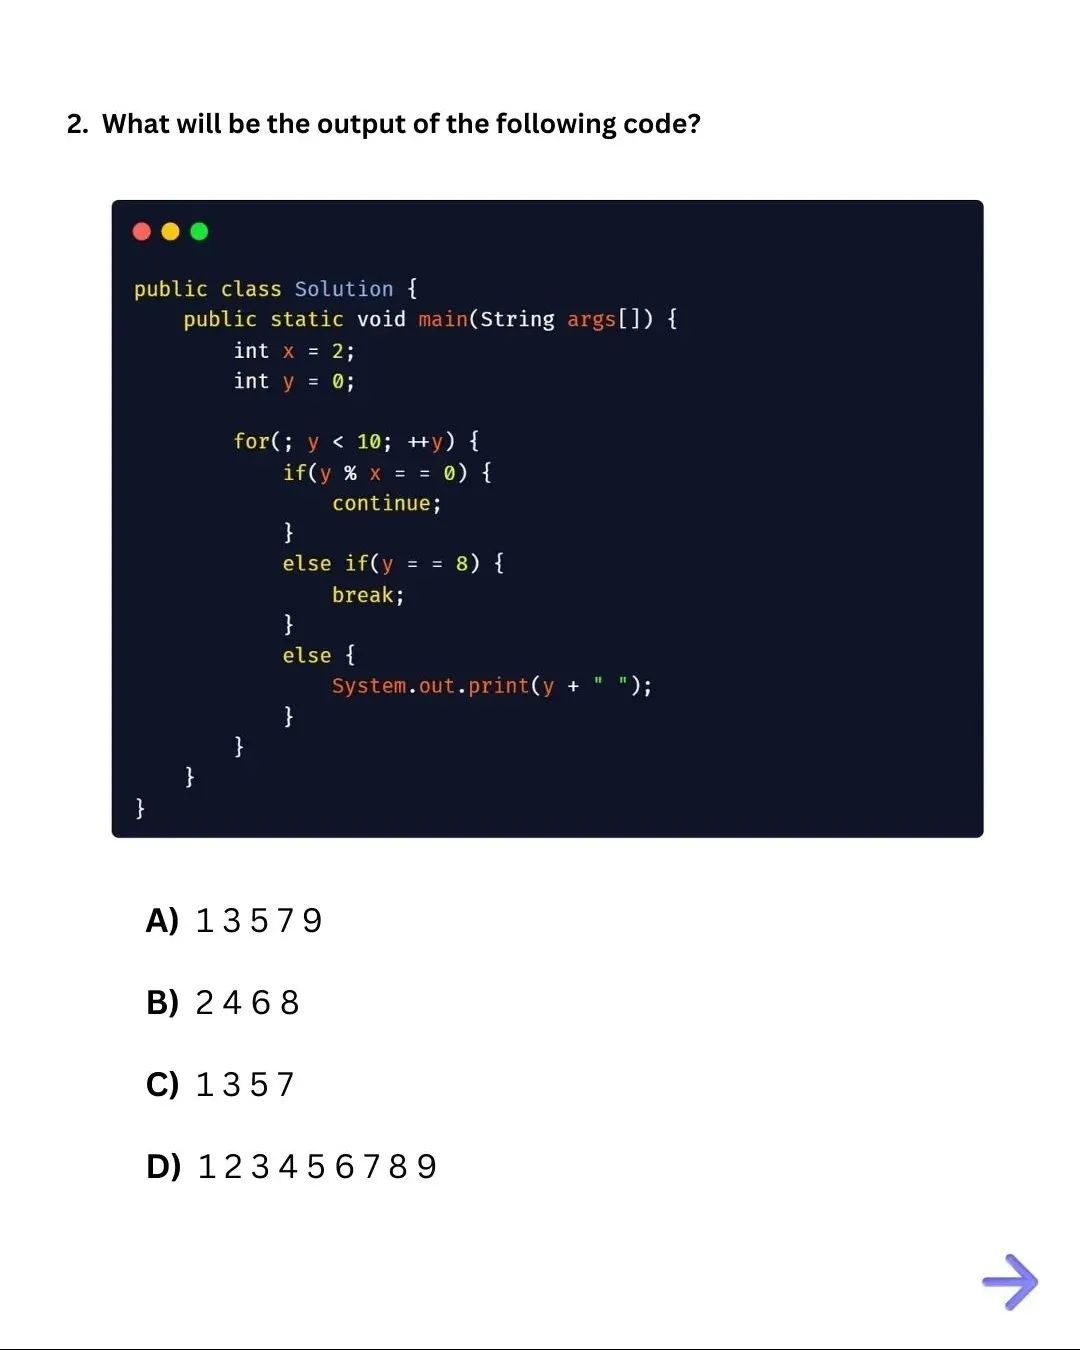 2. What will be the output of the following code?
public class Solution {
    public static void main(String args[]) {
        int x = 2;
        int y = 0;
        for(; y < 10; ++y) {
            if(y % x = = 0) {
                continue;
            }
            else if(y = = 8) {
                break;
            }
            else {
                System.out.print(y + " ");
            }
        }
    }
}
A) 1 3 5 7 9
B) 2 4 6 8
C) 1 3 5 7
D) 1 2 3 4 5 6 7 8 9